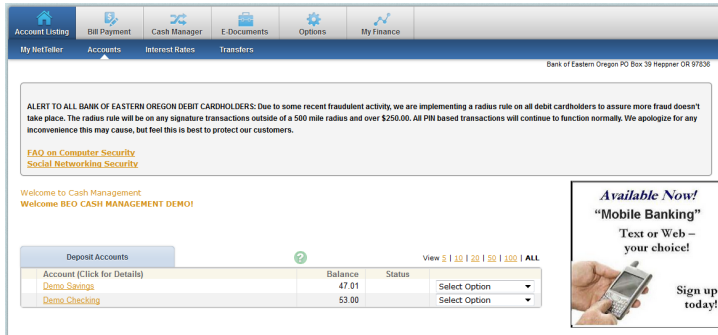 Account Listing Bill Payment Cash Manager E-Documents Options My Finance
My NetTeller Accounts Interest Rates Transfers
Bank of Eastern Oregon PO Box 39 Heppner OR 97836
ALERT TO ALL BANK OF EASTERN OREGON DEBIT CARDHOLDERS: Due to some recent fraudulent activity, we are implementing a radius rule on all debit cardholders to assure more fraud doesn't
take place. The radius rule will be on any signature transactions outside of a 500 mile radius and over $250.00. All PIN based transactions will continue to function normally. We apologize for any
inconvenience this may cause, but feel this is best to protect our customers.
FAQ on Computer Security
Social Networking Security
Welcome to Cash Management
Welcome BEO CASH MANAGEMENT DEMO!
Available Now!
"Mobile Banking"
Text or Web –
your choice!
Sign up
today!
Deposit Accounts ? View 5 | 10 | 20 | 50 | 100 | ALL
Account (Click for Details) Balance Status
Demo Savings 47.01 Select Option
Demo Checking 53.00 Select Option